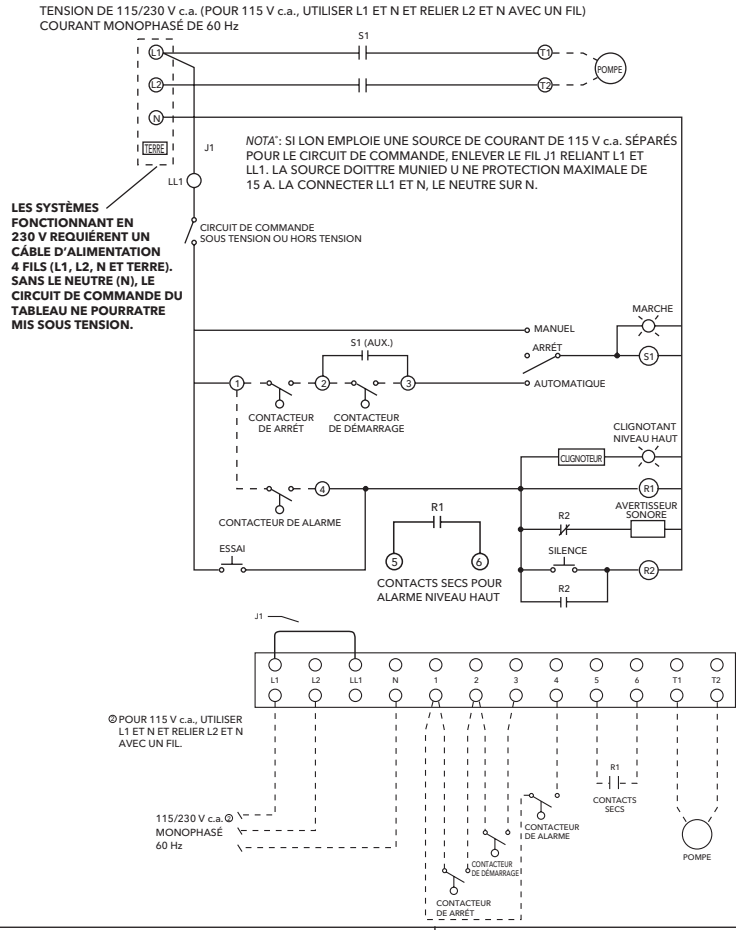 TENSION DE 115/230 V c.a. (POUR 115 V c.a., UTILISER L1 ET N ET RELIER L2 ET N AVEC UN FIL)
COURANT MONOPHASÉ DE 60 Hz
S1
L1
T1
POMPE
L2
T2
N
TERRE
J1
NOTA": SI LON EMPLOIE UNE SOURCE DE COURANT DE 115 V c.a. SÉPARÉS
POUR LE CIRCUIT DE COMMANDE, ENLEVER LE FIL J1 RELIANT L1 ET
LL1. LA SOURCE DOITTRE MUNIED U NE PROTECTION MAXIMALE DE
15 A. LA CONNECTER LL1 ET N, LE NEUTRE SUR N.
LL1
LES SYSTÈMES
FONCTIONNANT EN
230 V REQUIÉRENT UN
CÁBLE D'ALIMENTATION
4 FILS (L1, L2, N ET TERRE).
SANS LE NEUTRE (N), LE
CIRCUIT DE COMMANDE DU
TABLEAU NE POURRATRE
MIS SOUS TENSION.
CIRCUIT DE COMMANDE
SOUS TENSION OU HORS TENSION
MARCHE
MANUEL
S1 (AUX.)
ARRÉT
S1
1
2
3
AUTOMATIQUE
CONTACTEUR
DE ARRÉT
CONTACTEUR
DE DÉMARRAGE
CLIGNOTANT
NIVEAU HAUT
CLIGNOTEUR
4
R1
CONTACTEUR DE ALARME
AVERTISSEUR
SONORE
R1
R2
ESSAI
SILENCE
5
6
R2
CONTACTS SECS POUR
ALARME NIVEAU HAUT
R2
J1
L1 L2 LL1 N 1 2 3 4 5 6 T1 T2
② POUR 115 V c.a., UTILISER
L1 ET N ET RELIER L2 ET N
AVEC UN FIL.
R1
CONTACTS
SECS
115/230 V c.a.②
MONOPHASÉ
60 Hz
CONTACTEUR
DE ALARME
POMPE
CONTACTEUR
DE DÉMARRAGE
CONTACTEUR
DE ARRÉT